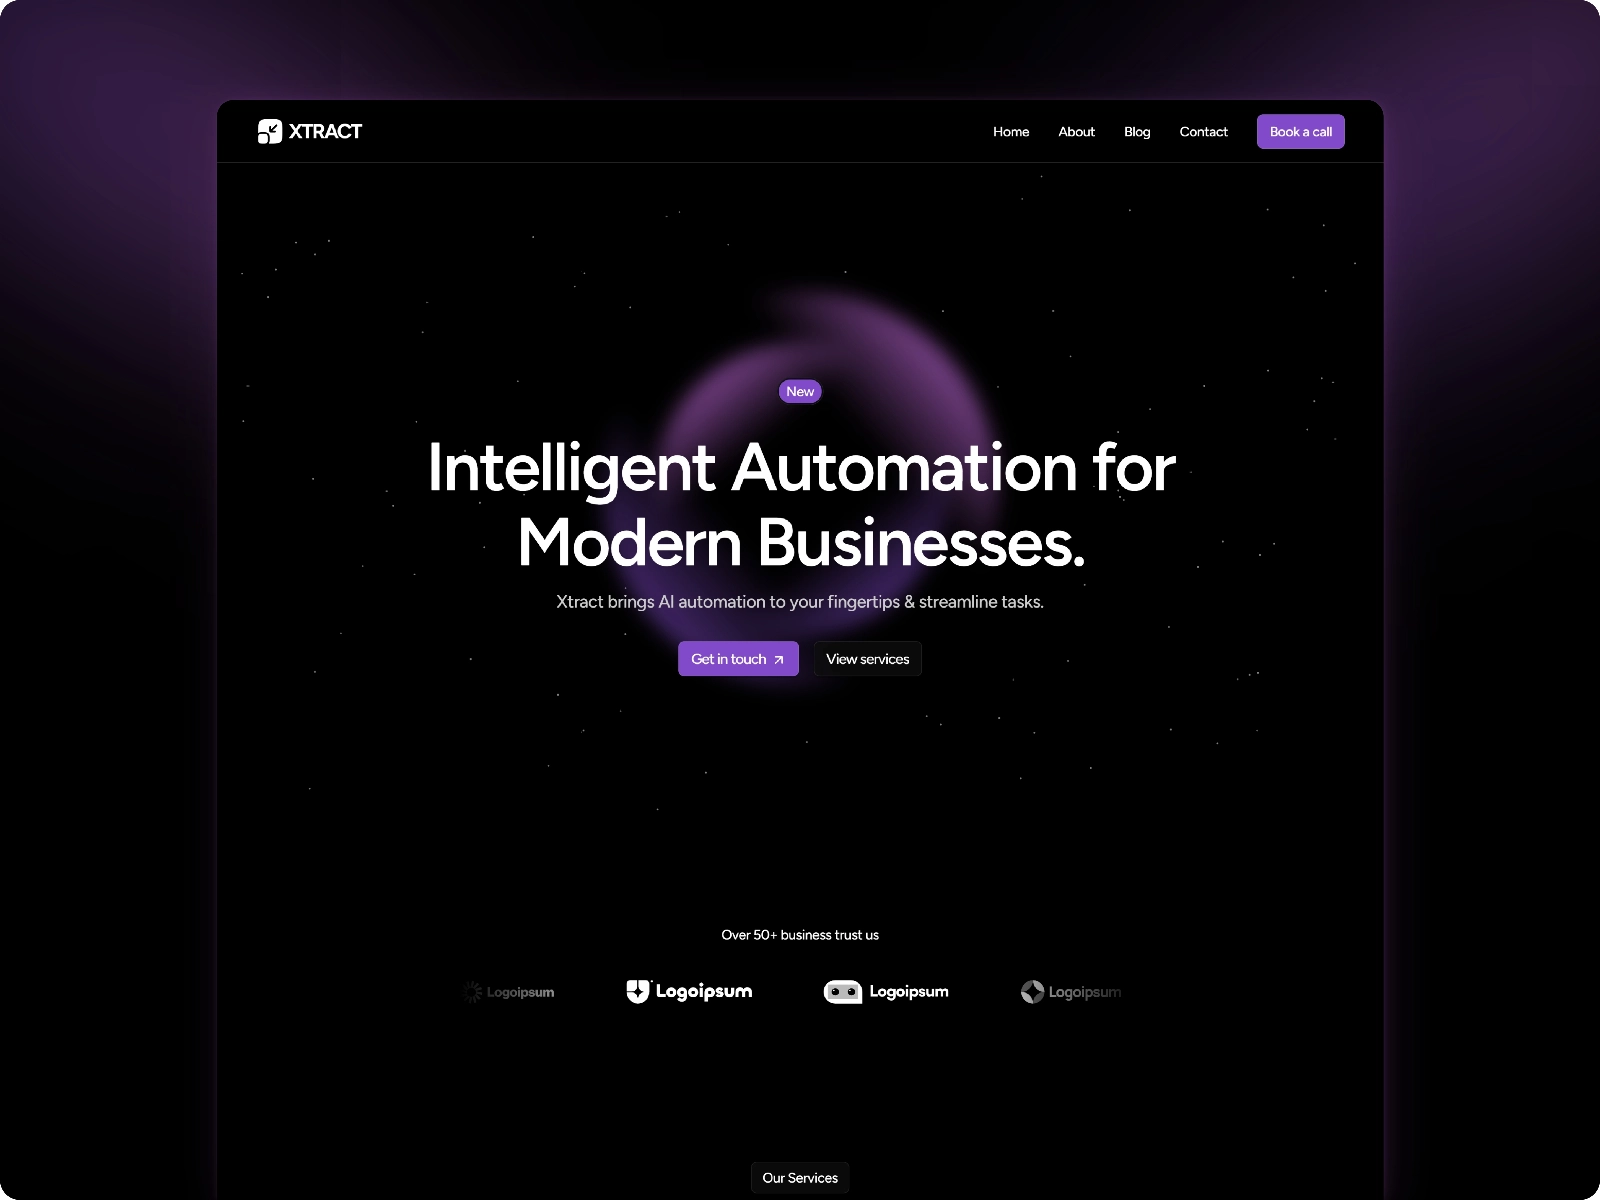 XTRACT
Home
About
Blog
Contact
Book a call
New
Intelligent Automation for
Modern Businesses.
Xtract brings AI automation to your fingertips & streamline tasks.
Get in touch
View services
Over 50+ business trust us
Logoipsum
Logoipsum
Logoipsum
Logoipsum
Our Services